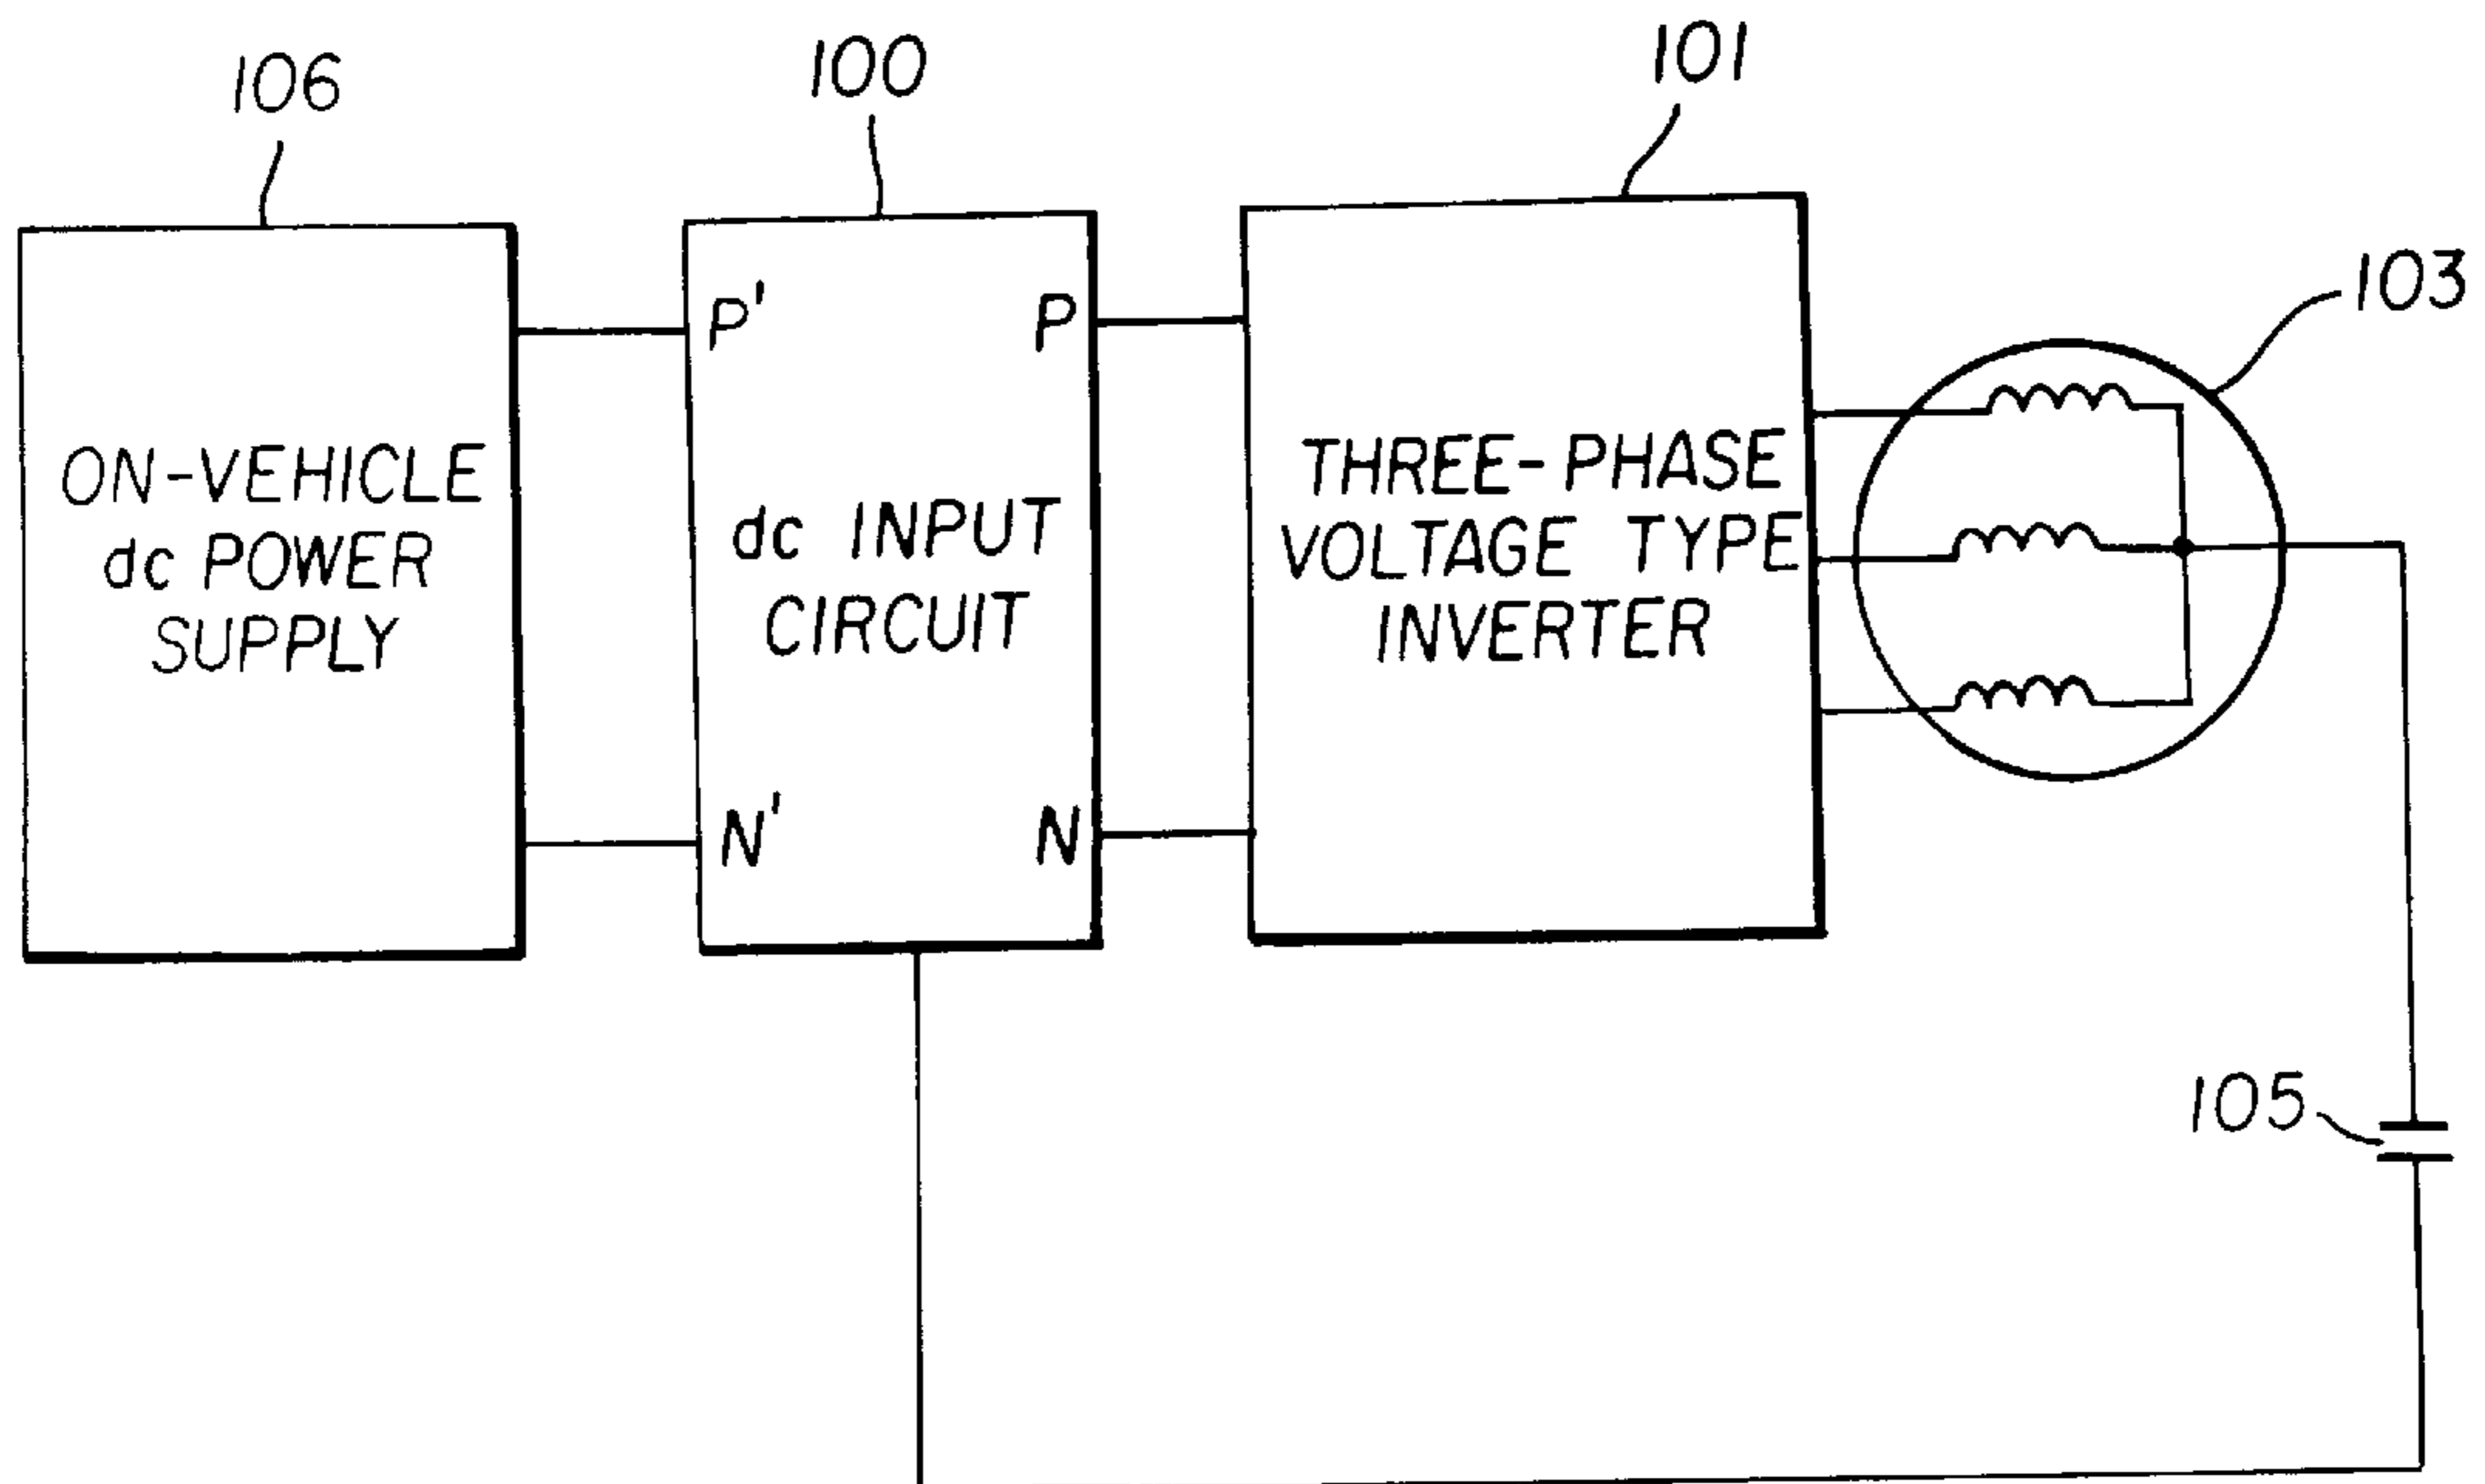 106
100
101
103
P'
P
ON-VEHICLE
dc POWER
SUPPLY
dc INPUT
CIRCUIT
THREE-PHASE
VOLTAGE TYPE
INVERTER
N'
N
105